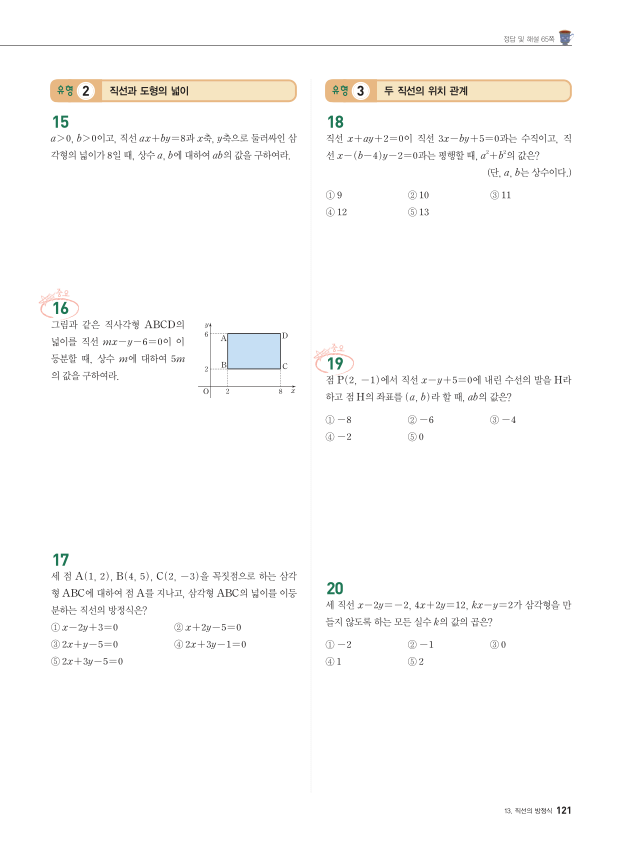 정답 및 해설 65쪽
유형 2 직선과 도형의 넓이
15
a>0, b>0이고, 직선 ax+by=8과 x축, y축으로 둘러싸인 삼
각형의 넓이가 8일 때, 상수 a, b에 대하여 ab의 값을 구하여라.
16
그림과 같은 직사각형 ABCD의
넓이를 직선 mx-y-6=0이 이
등분할 때, 상수 m에 대하여 5m
의 값을 구하여라.
y
6 A D
2 B C
O 2 8 x
17
세 점 A(1, 2), B(4, 5), C(2, -3)을 꼭짓점으로 하는 삼각
형 ABC에 대하여 점 A를 지나고, 삼각형 ABC의 넓이를 이등
분하는 직선의 방정식은?
① x-2y+3=0 ② x+2y-5=0
③ 2x+y-5=0 ④ 2x+3y-1=0
⑤ 2x+3y-5=0
유형 3 두 직선의 위치 관계
18
직선 x+ay+2=0이 직선 3x-by+5=0과는 수직이고, 직
선 x-(b-4)y-2=0과는 평행할 때, a²+b²의 값은?
(단, a, b는 상수이다.)
① 9 ② 10 ③ 11
④ 12 ⑤ 13
19
점 P(2, -1)에서 직선 x-y+5=0에 내린 수선의 발을 H라
하고 점 H의 좌표를 (a, b)라 할 때, ab의 값은?
① -8 ② -6 ③ -4
④ -2 ⑤ 0
20
세 직선 x-2y=-2, 4x+2y=12, kx-y=2가 삼각형을 만
들지 않도록 하는 모든 실수 k의 값의 곱은?
① -2 ② -1 ③ 0
④ 1 ⑤ 2
13. 직선의 방정식 121